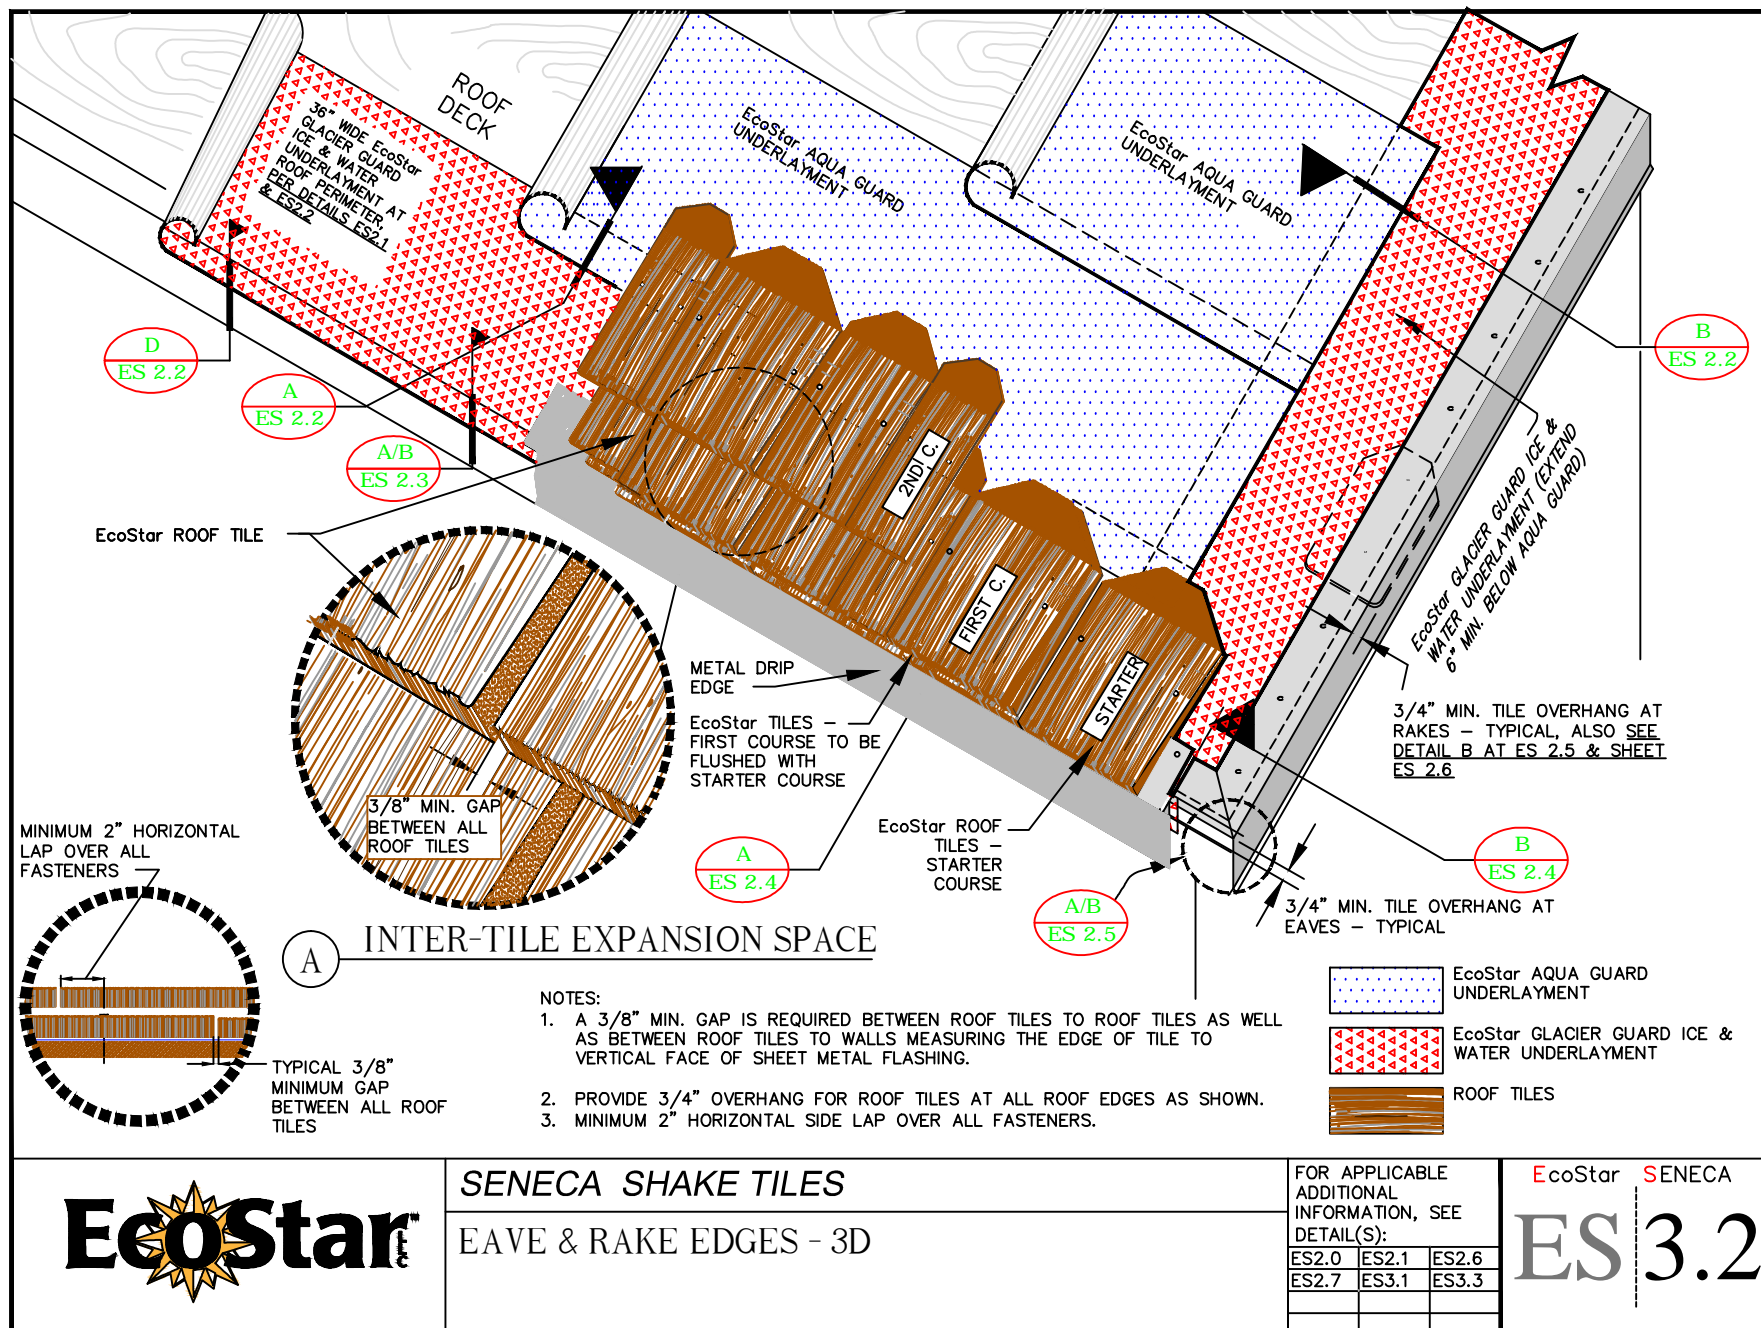 ROOF
DECK
36" WIDE EcoStar
GLACIER GUARD
ICE & WATER
UNDERLAYMENT AT
ROOF PERIMETER,
PER DETAILS ES2.1
& ES2.2
EcoStar AQUA GUARD
UNDERLAYMENT
EcoStar AQUA GUARD
UNDERLAYMENT
D
ES 2.2
A
ES 2.2
A/B
ES 2.3
B
ES 2.2
2ND C.
FIRST C.
STARTER
EcoStar GLACIER GUARD ICE &
WATER UNDERLAYMENT (EXTEND
6" MIN. BELOW AQUA GUARD)
EcoStar ROOF TILE
METAL DRIP
EDGE
EcoStar TILES –
FIRST COURSE TO BE
FLUSHED WITH
STARTER COURSE
3/4" MIN. TILE OVERHANG AT
RAKES – TYPICAL, ALSO SEE
DETAIL B AT ES 2.5 & SHEET
ES 2.6
3/8" MIN. GAP
BETWEEN ALL
ROOF TILES
MINIMUM 2" HORIZONTAL
LAP OVER ALL
FASTENERS
A
ES 2.4
EcoStar ROOF
TILES –
STARTER
COURSE
A/B
ES 2.5
B
ES 2.4
3/4" MIN. TILE OVERHANG AT
EAVES – TYPICAL
A
INTER-TILE EXPANSION SPACE
TYPICAL 3/8"
MINIMUM GAP
BETWEEN ALL ROOF
TILES
NOTES:
1. A 3/8" MIN. GAP IS REQUIRED BETWEEN ROOF TILES TO ROOF TILES AS WELL
AS BETWEEN ROOF TILES TO WALLS MEASURING THE EDGE OF TILE TO
VERTICAL FACE OF SHEET METAL FLASHING.
2. PROVIDE 3/4" OVERHANG FOR ROOF TILES AT ALL ROOF EDGES AS SHOWN.
3. MINIMUM 2" HORIZONTAL SIDE LAP OVER ALL FASTENERS.
EcoStar AQUA GUARD
UNDERLAYMENT
EcoStar GLACIER GUARD ICE &
WATER UNDERLAYMENT
ROOF TILES
EcoStar LLC
SENECA SHAKE TILES
EAVE & RAKE EDGES - 3D
FOR APPLICABLE
ADDITIONAL
INFORMATION, SEE
DETAIL(S):
ES2.0 ES2.1 ES2.6
ES2.7 ES3.1 ES3.3
EcoStar SENECA
ES 3.2